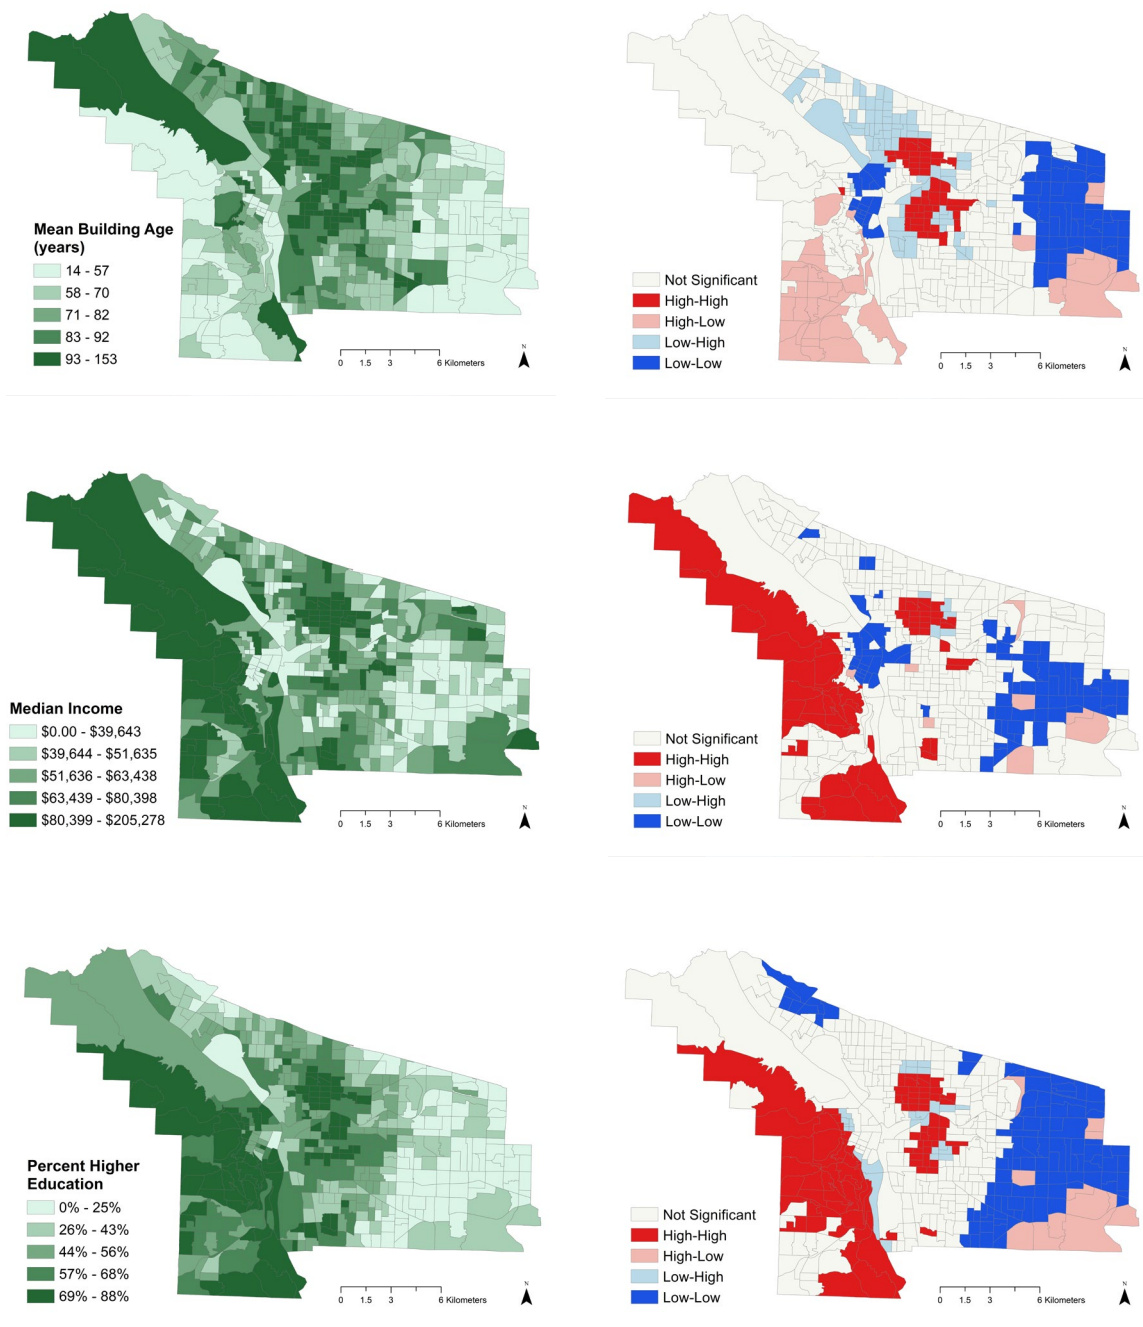 Mean Building Age
(years)
14 - 57
58 - 70
71 - 82
83 - 92
93 - 153
0 1.5 3 6 Kilometers
N
Not Significant
High-High
High-Low
Low-High
Low-Low
0 1.5 3 6 Kilometers
N
Median Income
$0.00 - $39,643
$39,644 - $51,635
$51,636 - $63,438
$63,439 - $80,398
$80,399 - $205,278
0 1.5 3 6 Kilometers
N
Not Significant
High-High
High-Low
Low-High
Low-Low
0 1.5 3 6 Kilometers
N
Percent Higher
Education
0% - 25%
26% - 43%
44% - 56%
57% - 68%
69% - 88%
0 1.5 3 6 Kilometers
N
Not Significant
High-High
High-Low
Low-High
Low-Low
0 1.5 3 6 Kilometers
N